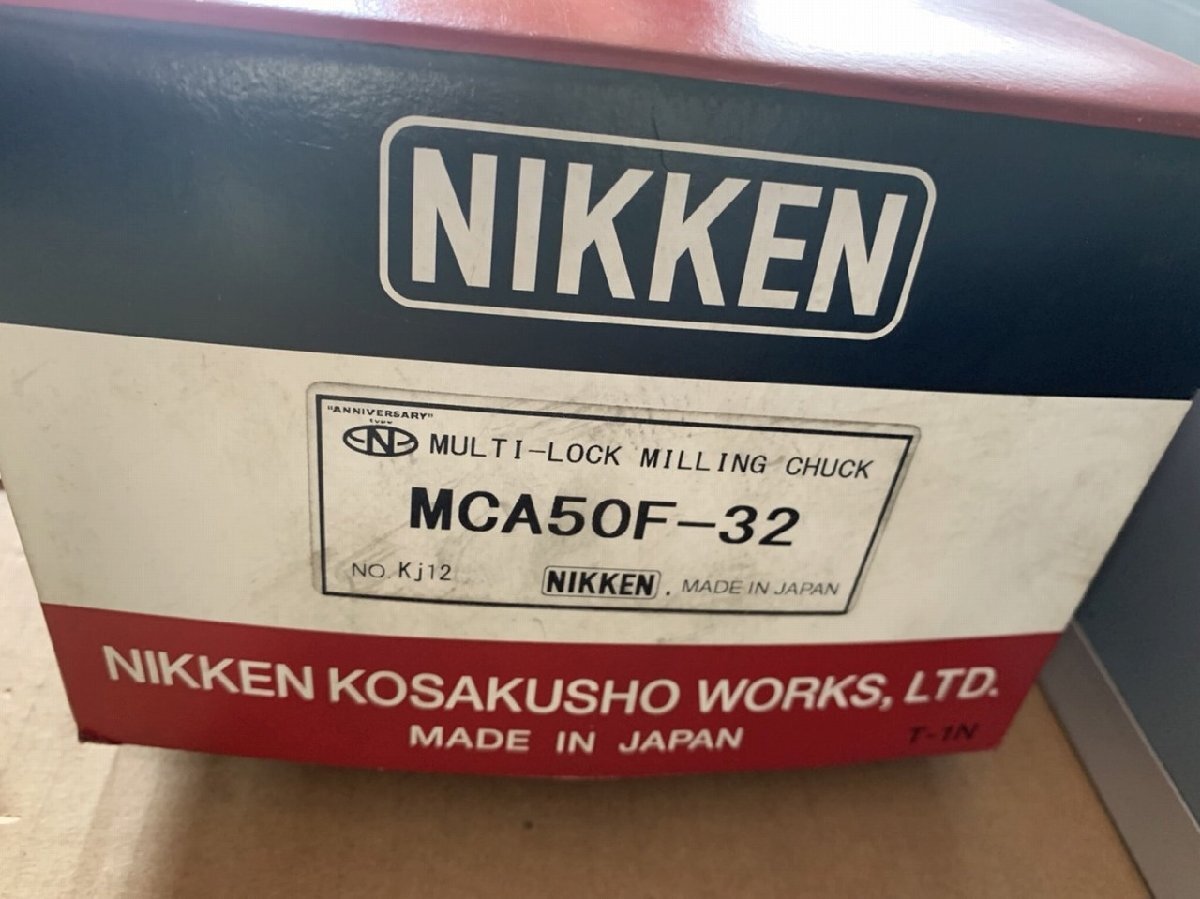 NIKKEN
"ANNIVERSARY"
N MULTI-LOCK MILLING CHUCK
MCA50F-32
NO. Kj12 NIKKEN. MADE IN JAPAN
NIKKEN KOSAKUSHO WORKS, LTD.
MADE IN JAPAN
T-1N